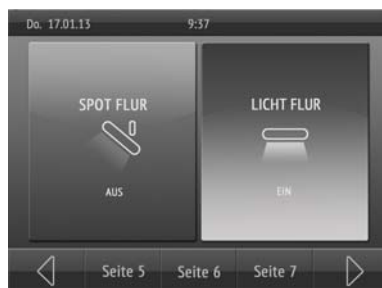 Do. 17.01.13 9:37
SPOT FLUR LICHT FLUR
AUS EIN
Seite 5 Seite 6 Seite 7